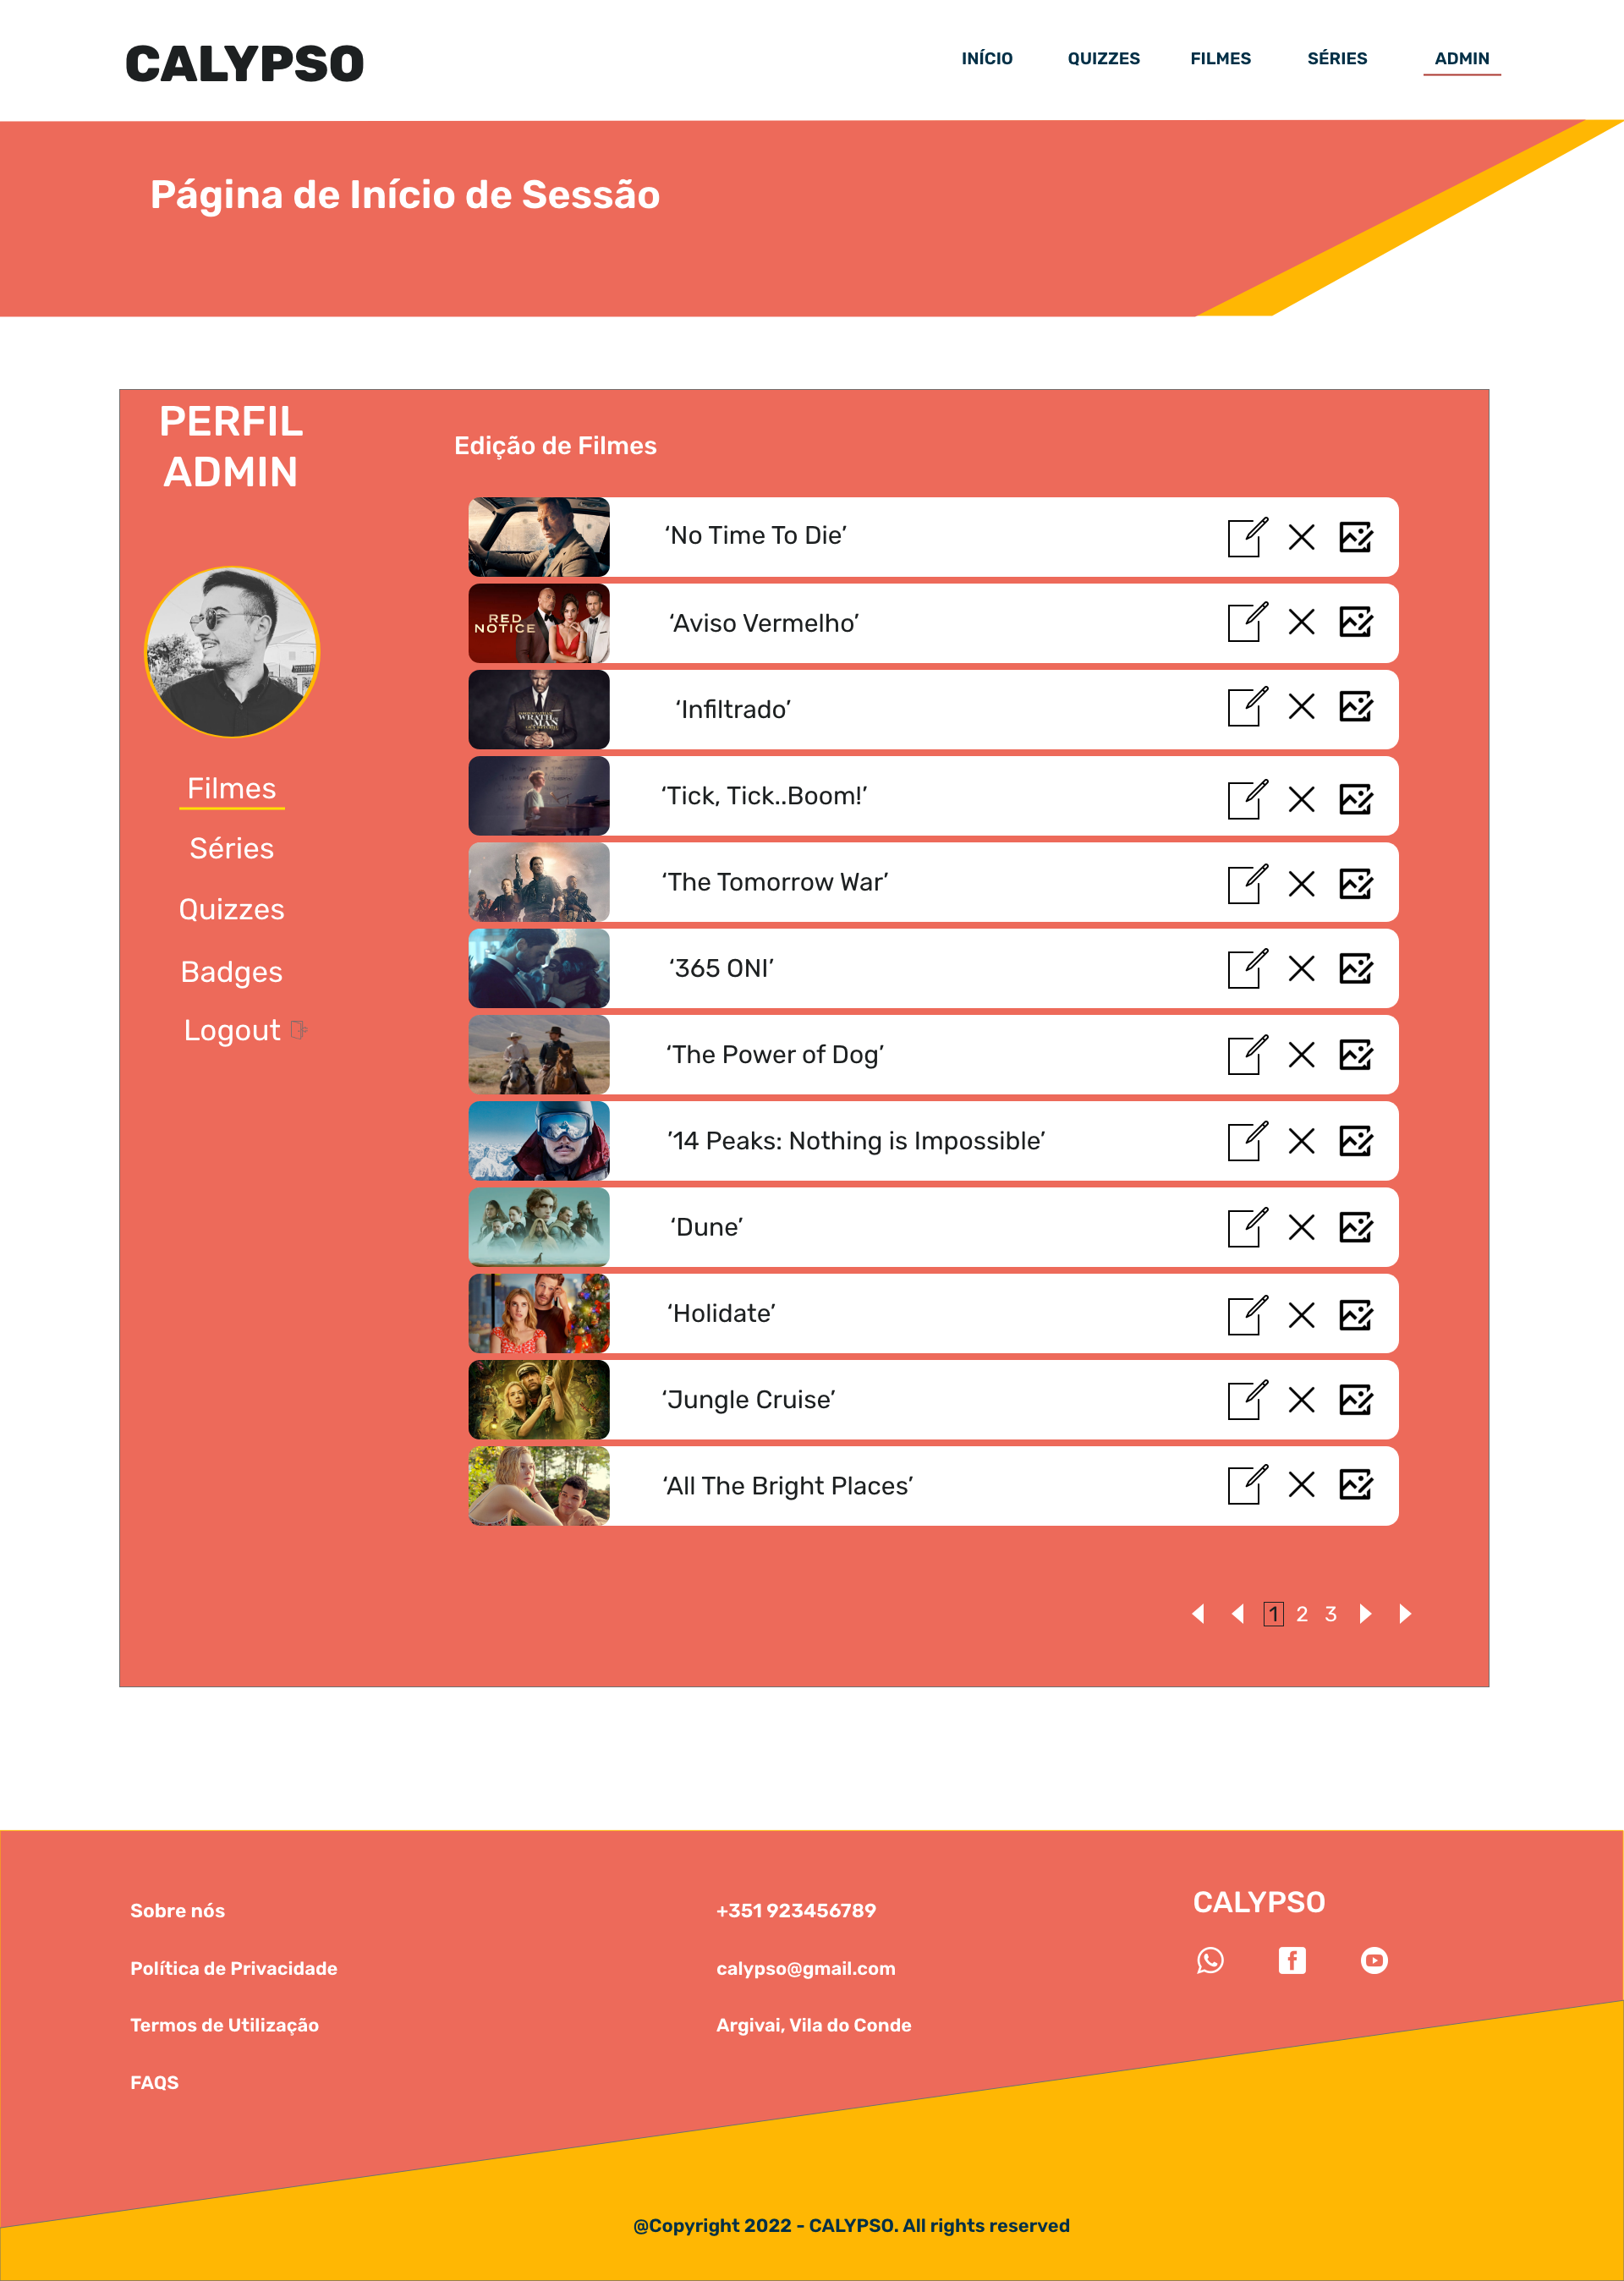 CALYPSO
INÍCIO QUIZZES FILMES SÉRIES ADMIN
Página de Início de Sessão
PERFIL
ADMIN
Filmes
Séries
Quizzes
Badges
Logout
Edição de Filmes
‘No Time To Die’
RED
NOTICE
‘Aviso Vermelho’
WRATH OF
MAN
‘Infiltrado’
‘Tick, Tick..Boom!’
‘The Tomorrow War’
‘365 ONI’
‘The Power of Dog’
’14 Peaks: Nothing is Impossible’
‘Dune’
‘Holidate’
‘Jungle Cruise’
‘All The Bright Places’
1 2 3
Sobre nós
Política de Privacidade
Termos de Utilização
FAQS
+351 923456789
calypso@gmail.com
Argivai, Vila do Conde
CALYPSO
@Copyright 2022 - CALYPSO. All rights reserved